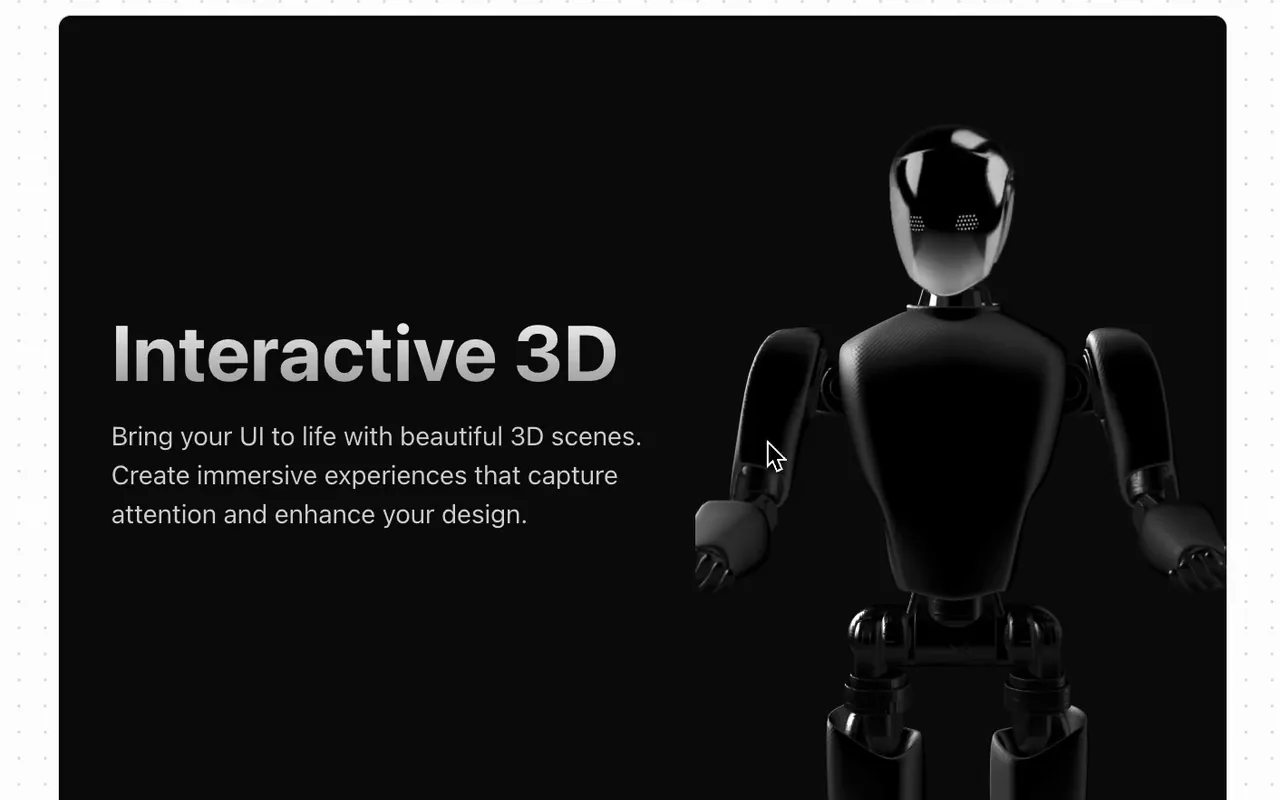 Interactive 3D
Bring your UI to life with beautiful 3D scenes.
Create immersive experiences that capture
attention and enhance your design.